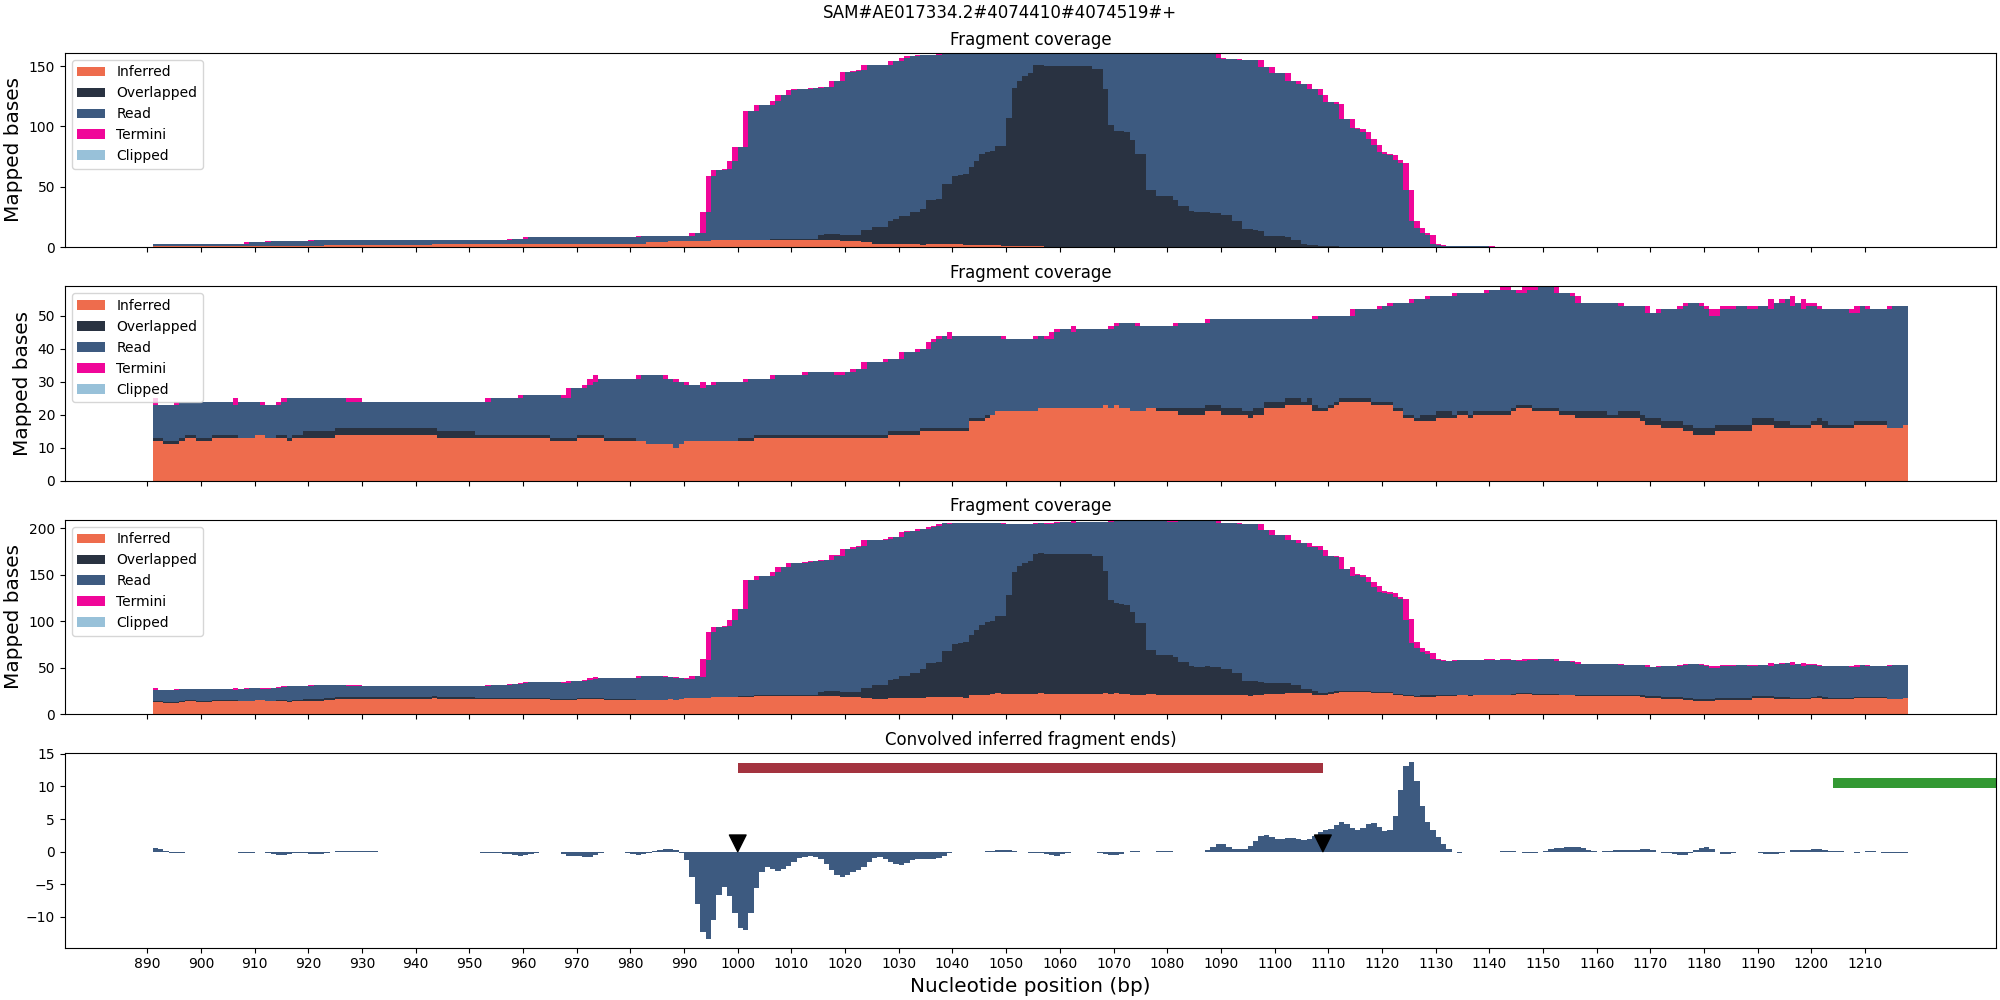 SAM#AE017334.2#4074410#4074519#+
Fragment coverage
Mapped bases
150
100
50
0
Inferred
Overlapped
Read
Termini
Clipped
Fragment coverage
Mapped bases
50
40
30
20
10
0
Inferred
Overlapped
Read
Termini
Clipped
Fragment coverage
Mapped bases
200
150
100
50
0
Inferred
Overlapped
Read
Termini
Clipped
Convolved inferred fragment ends)
15
10
5
0
−5
−10
890 900 910 920 930 940 950 960 970 980 990 1000 1010 1020 1030 1040 1050 1060 1070 1080 1090 1100 1110 1120 1130 1140 1150 1160 1170 1180 1190 1200 1210
Nucleotide position (bp)